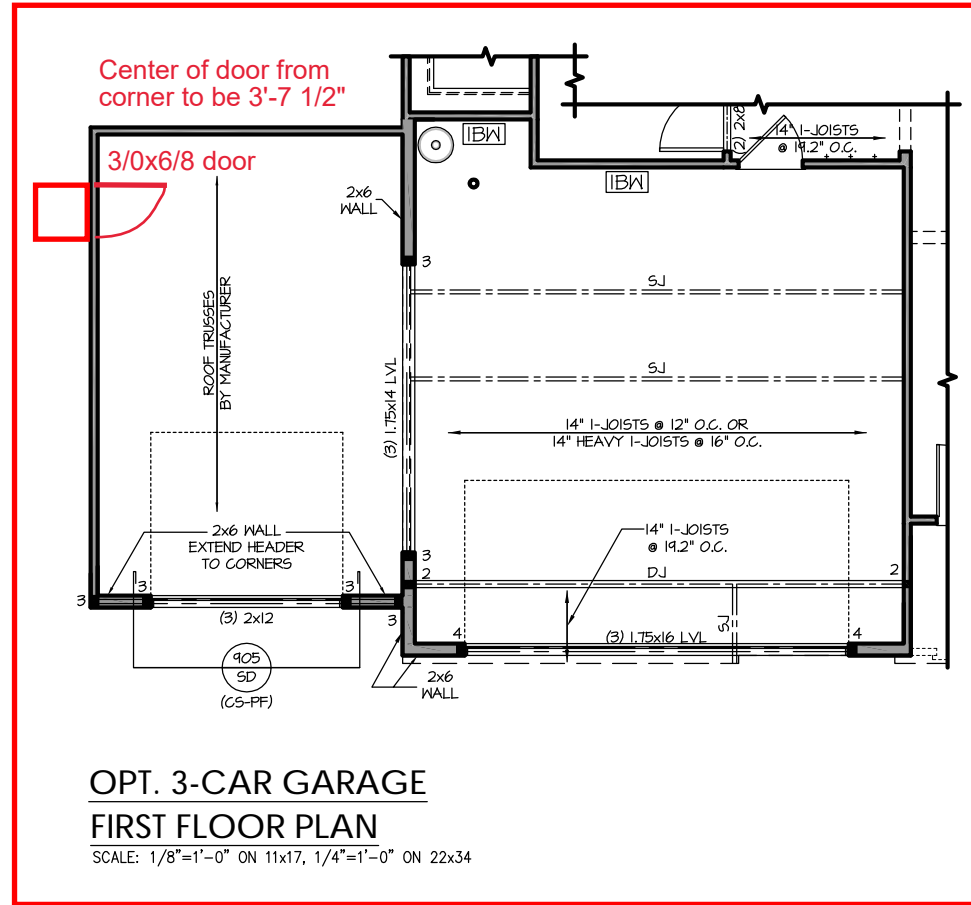 Center of door from
corner to be 3'-7 1/2"
3/0x6/8 door
IBW
(2) 2x8
14" I-JOISTS
@ 19.2" O.C.
IBW
2x6
WALL
3
SJ
ROOF TRUSSES
BY MANUFACTURER
SJ
(3) 1.75x14 LVL
14" I-JOISTS @ 12" O.C. OR
14" HEAVY I-JOISTS @ 16" O.C.
2x6 WALL
EXTEND HEADER
TO CORNERS
14" I-JOISTS
@ 19.2" O.C.
3
2
DJ
2
3
3
3
(3) 2x12
3
SJ
4
(3) 1.75x16 LVL
4
905
SD
(CS-PF)
2x6
WALL
OPT. 3-CAR GARAGE
FIRST FLOOR PLAN
SCALE: 1/8"=1'-0" ON 11x17, 1/4"=1'-0" ON 22x34